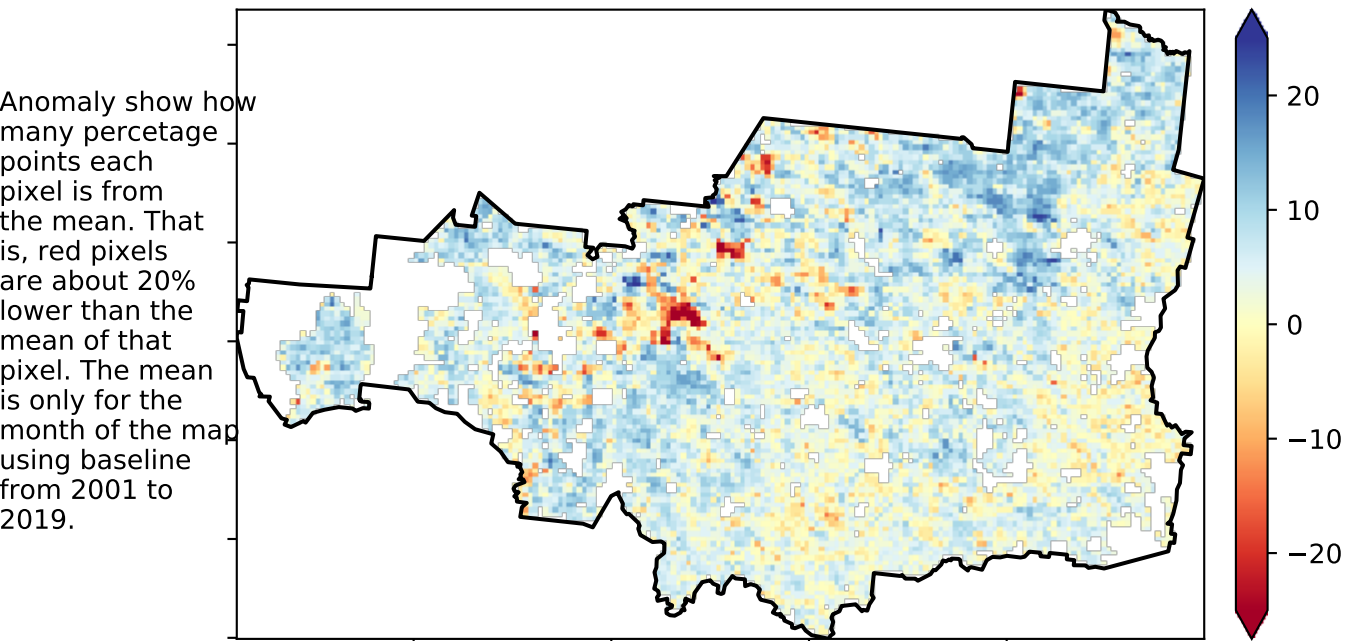 Anomaly show how
many percetage
points each
pixel is from
the mean. That
is, red pixels
are about 20%
lower than the
mean of that
pixel. The mean
is only for the
month of the map
using baseline
from 2001 to
2019.
20
10
0
−10
−20